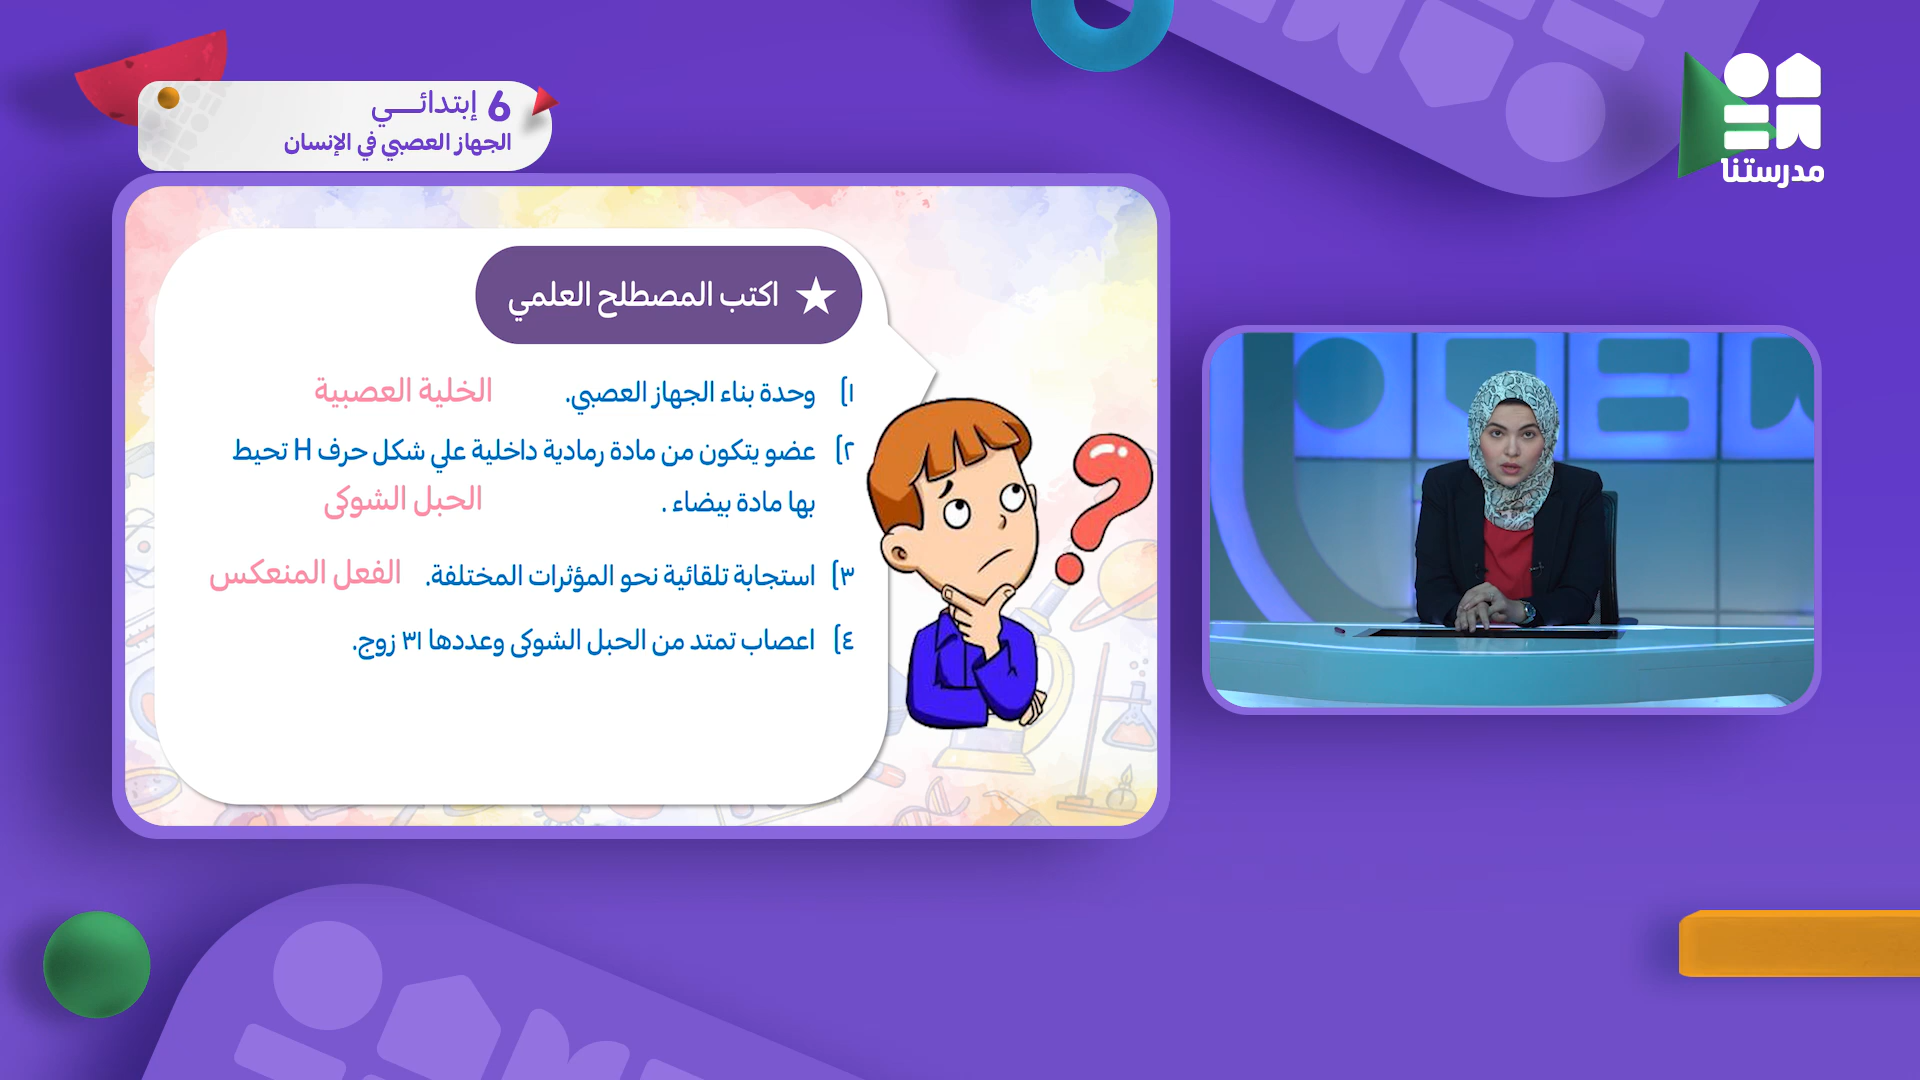 6 إبتدائــــي
الجهاز العصبي في الإنسان
مدرستنا
اكتب المصطلح العلمي
١) وحدة بناء الجهاز العصبي. الخلية العصبية
٢) عضو يتكون من مادة رمادية داخلية علي شكل حرف H تحيط
بها مادة بيضاء . الحبل الشوكى
٣) استجابة تلقائية نحو المؤثرات المختلفة. الفعل المنعكس
٤) اعصاب تمتد من الحبل الشوكى وعددها ٣١ زوج.